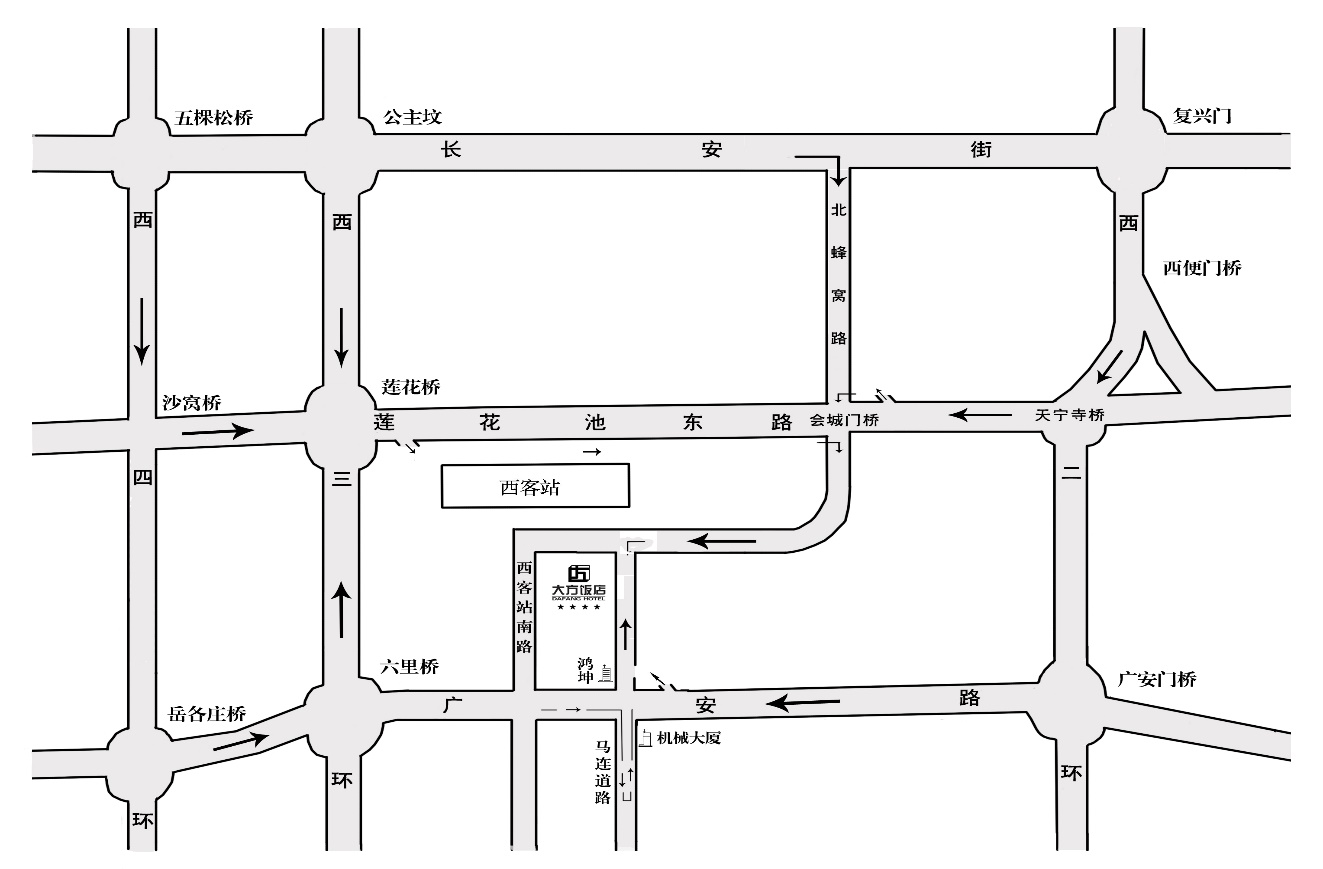 五棵松桥
公主坟
复兴门
长安街
西四环
西三环
西二环
北蜂窝路
西便门桥
莲花桥
沙窝桥
莲花池东路
会城门桥
天宁寺桥
西客站
西客站南路
大方饭店
DAFANG HOTEL
★★★★
鸿坤
六里桥
广安门桥
岳各庄桥
广安路
马连道路
机械大厦